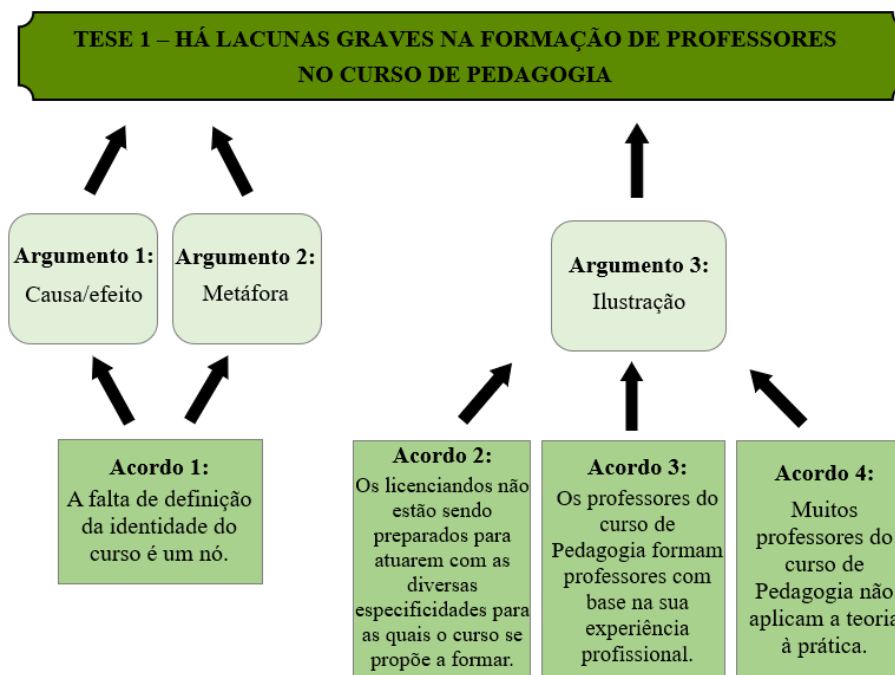 TESE 1 – HÁ LACUNAS GRAVES NA FORMAÇÃO DE PROFESSORES
NO CURSO DE PEDAGOGIA
Argumento 1:
Causa/efeito
Argumento 2:
Metáfora
Argumento 3:
Ilustração
Acordo 1:
A falta de definição
da identidade do
curso é um nó.
Acordo 2:
Os licenciandos não
estão sendo
preparados para
atuarem com as
diversas
especificidades para
as quais o curso se
propõe a formar.
Acordo 3:
Os professores do
curso de
Pedagogia formam
professores com
base na sua
experiência
profissional.
Acordo 4:
Muitos
professores do
curso de
Pedagogia não
aplicam a teoria
à prática.